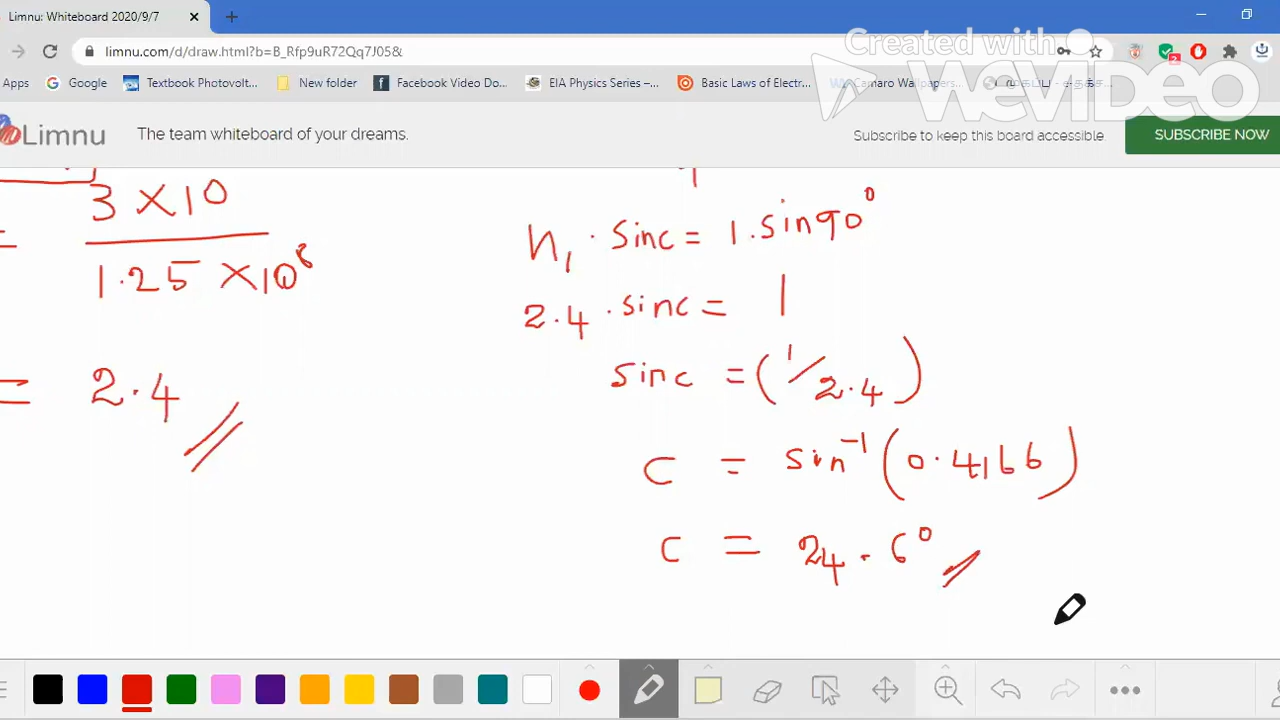 Limnu: Whiteboard 2020/9/7
limnu.com/d/draw.html?b=B_Rfp9uR72Qq7J05&
Created with
WeVideo
Apps Google Textbook Photovolt... New folder Facebook Video Do... EIA Physics Series –... Basic Laws of Electr... Camaro Wallpapers...
Limnu The team whiteboard of your dreams. Subscribe to keep this board accessible. SUBSCRIBE NOW
3 × 10
=
1.25 × 10⁸
= 2.4
n₁ . sinc = 1.sin90°
2.4 . sinc = 1
sinc = (1/2.4)
c = sin⁻¹(0.4166)
c = 24.6°